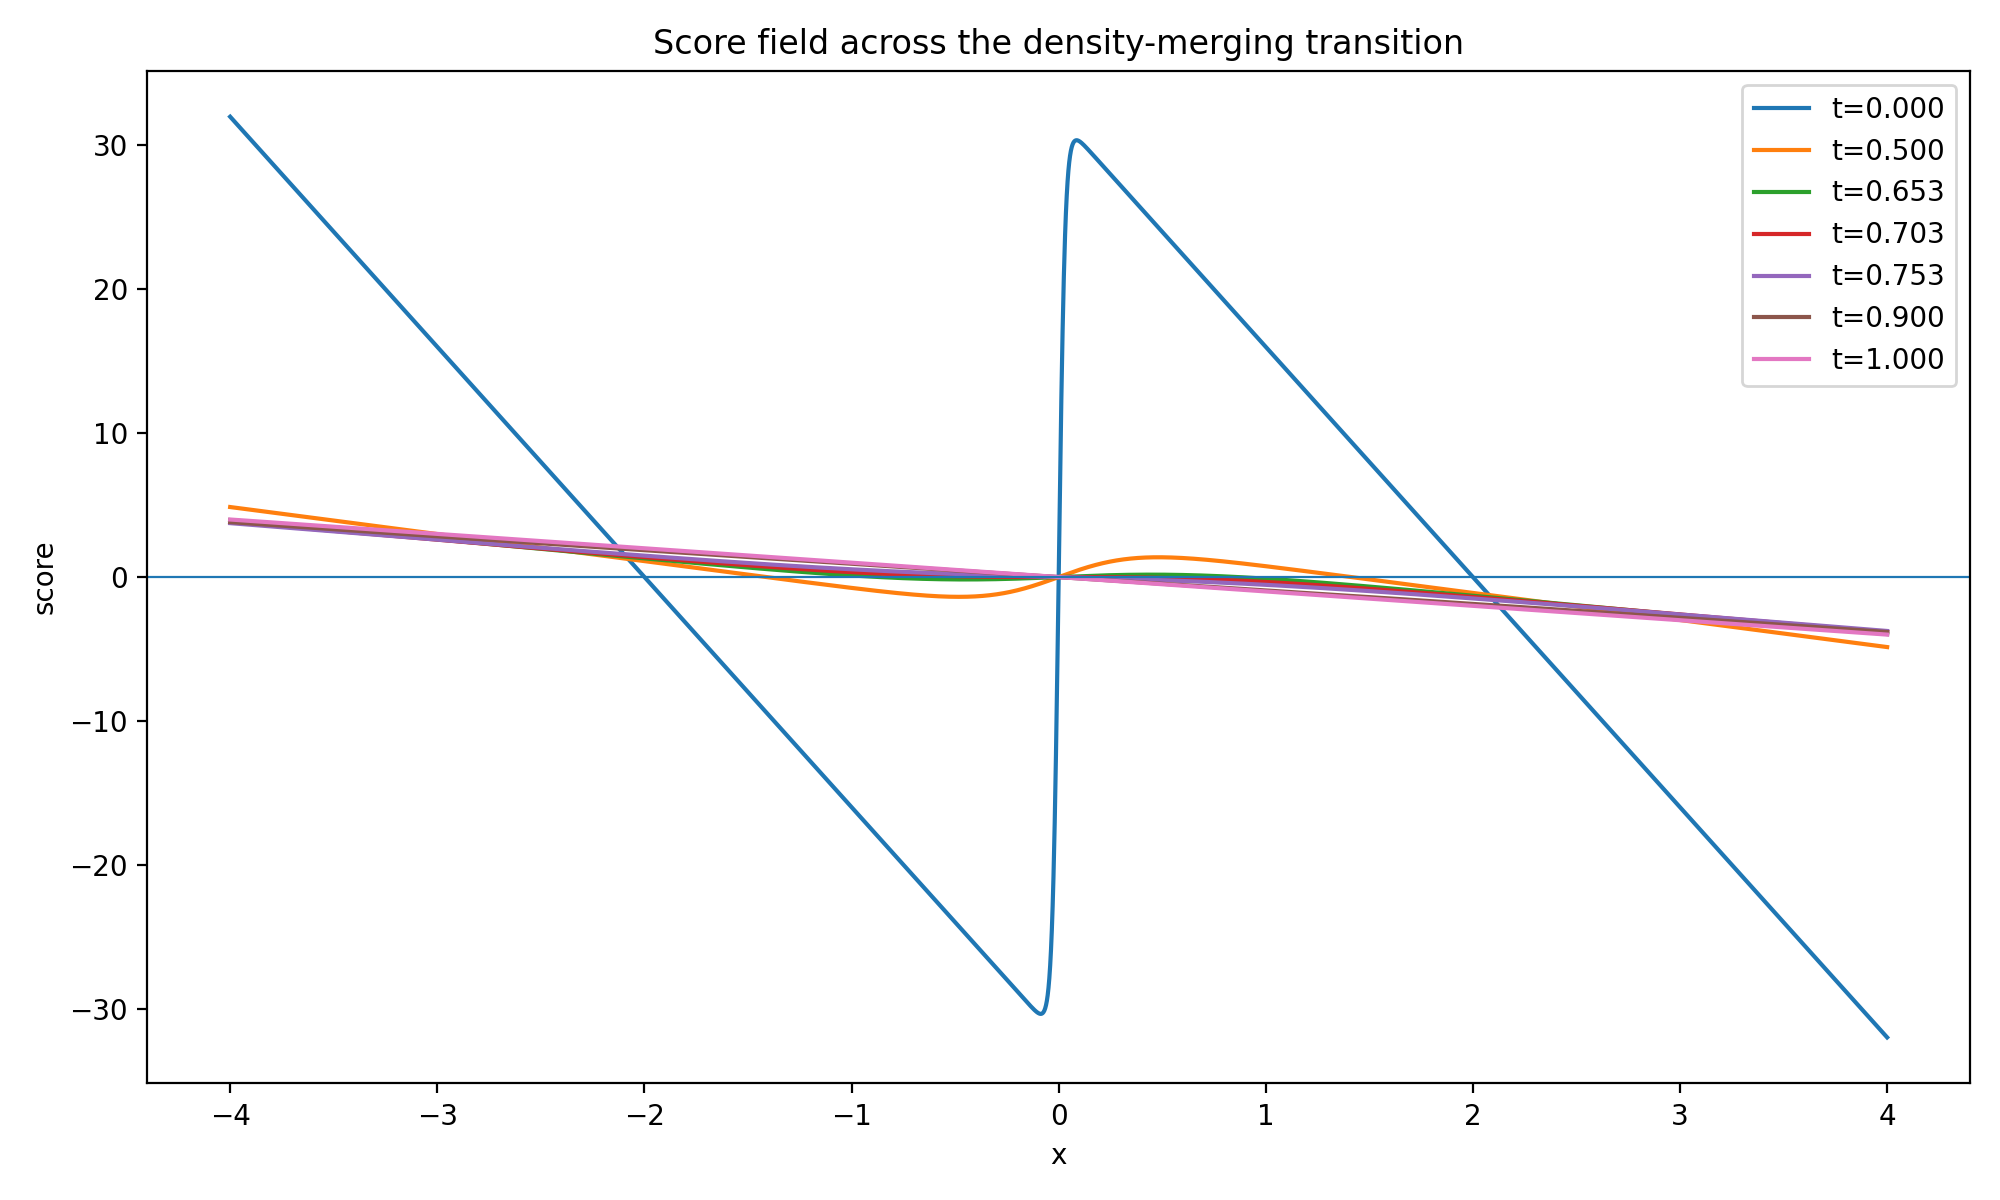 Score field across the density-merging transition
t=0.000
t=0.500
t=0.653
t=0.703
t=0.753
t=0.900
t=1.000
30
20
10
0
−10
−20
−30
score
−4
−3
−2
−1
0
1
2
3
4
x